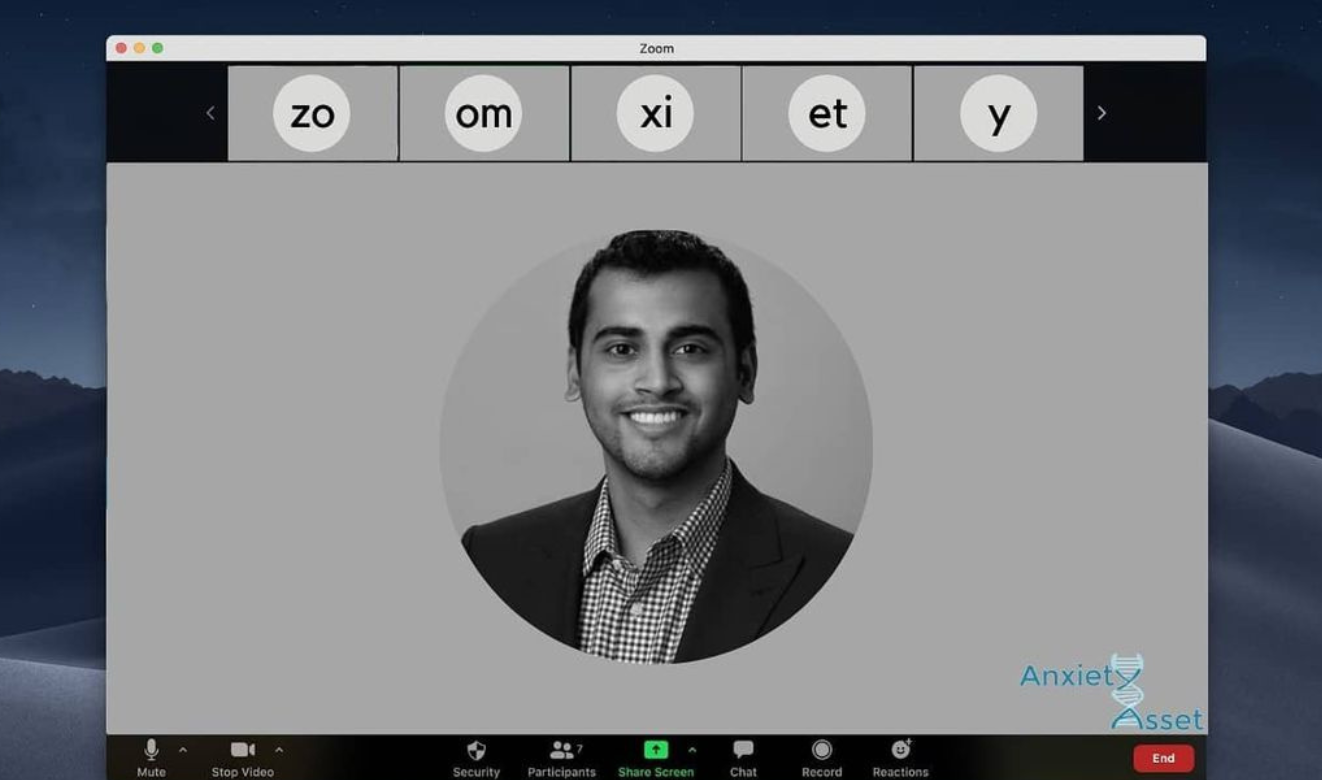 Zoom
zo om xi et y
Anxiety
Asset
7
Mute Stop Video Security Participants Share Screen Chat Record Reactions End